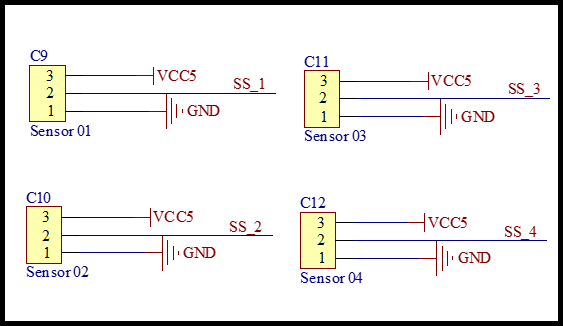 C9
3 VCC5
2 SS_1
1 GND
Sensor 01
C11
3 VCC5
2 SS_3
1 GND
Sensor 03
C10
3 VCC5
2 SS_2
1 GND
Sensor 02
C12
3 VCC5
2 SS_4
1 GND
Sensor 04